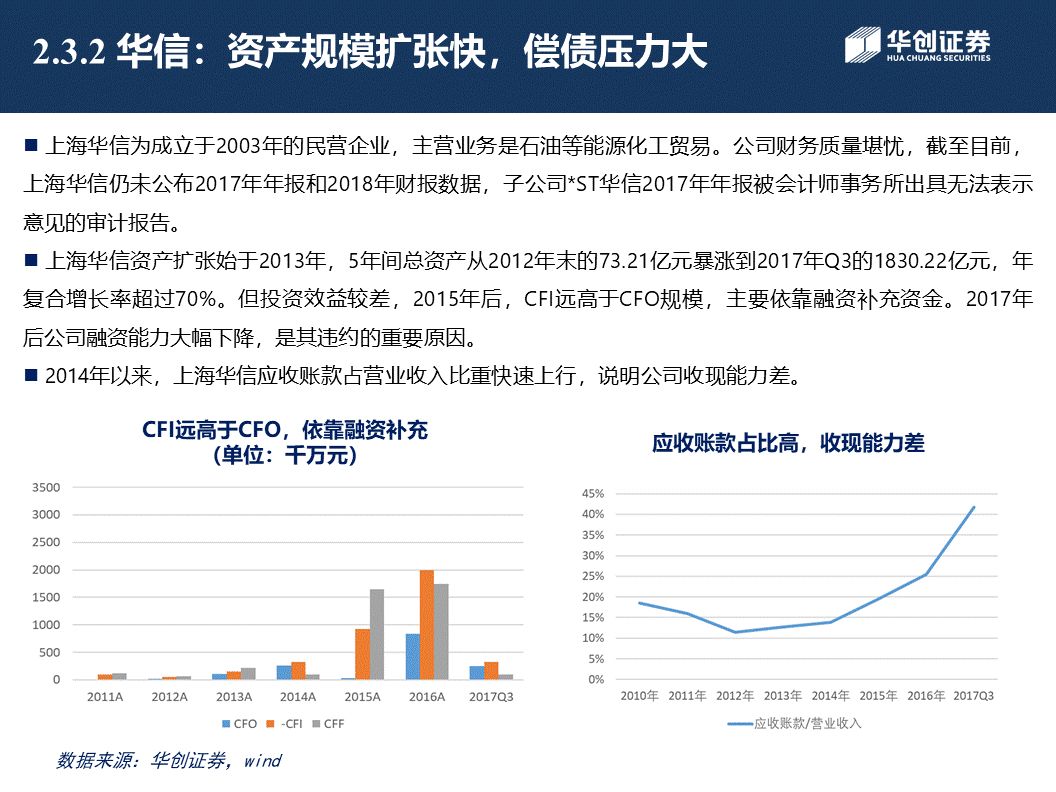 2.3.2 华信：资产规模扩张快，偿债压力大
华创证券
HUA CHUANG SECURITIES
■ 上海华信为成立于2003年的民营企业，主营业务是石油等能源化工贸易。公司财务质量堪忧，截至目前，
上海华信仍未公布2017年年报和2018年财报数据，子公司*ST华信2017年年报被会计师事务所出具无法表示
意见的审计报告。
■ 上海华信资产扩张始于2013年，5年间总资产从2012年末的73.21亿元暴涨到2017年Q3的1830.22亿元，年
复合增长率超过70%。但投资效益较差，2015年后，CFI远高于CFO规模，主要依靠融资补充资金。2017年
后公司融资能力大幅下降，是其违约的重要原因。
■ 2014年以来，上海华信应收账款占营业收入比重快速上行，说明公司收现能力差。
CFI远高于CFO，依靠融资补充
（单位：千万元）
3500
3000
2500
2000
1500
1000
500
0
2011A 2012A 2013A 2014A 2015A 2016A 2017Q3
CFO -CFI CFF
应收账款占比高，收现能力差
45%
40%
35%
30%
25%
20%
15%
10%
5%
0%
2010年 2011年 2012年 2013年 2014年 2015年 2016年 2017Q3
应收账款/营业收入
数据来源：华创证券，wind